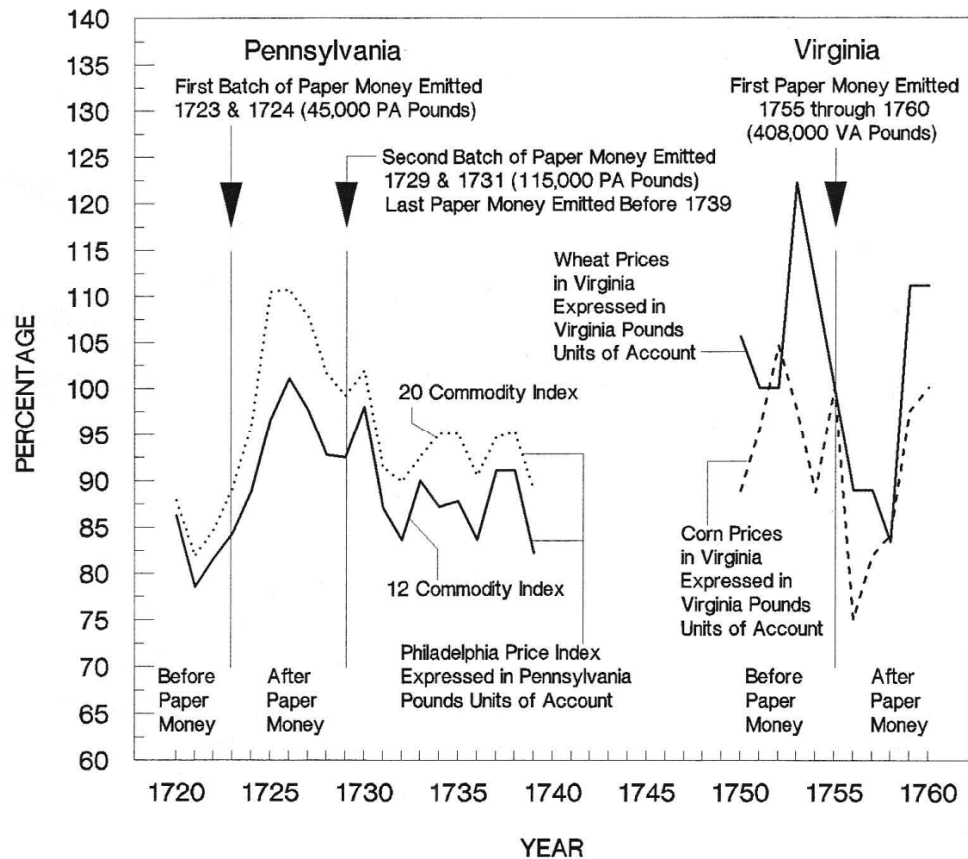 140
135
130
125
120
115
110
105
100
95
90
85
80
75
70
65
60
PERCENTAGE
Pennsylvania
First Batch of Paper Money Emitted
1723 & 1724 (45,000 PA Pounds)
Second Batch of Paper Money Emitted
1729 & 1731 (115,000 PA Pounds)
Last Paper Money Emitted Before 1739
Virginia
First Paper Money Emitted
1755 through 1760
(408,000 VA Pounds)
Wheat Prices
in Virginia
Expressed in
Virginia Pounds
Units of Account
20 Commodity Index
12 Commodity Index
Corn Prices
in Virginia
Expressed in
Virginia Pounds
Units of Account
Philadelphia Price Index
Expressed in Pennsylvania
Pounds Units of Account
Before
Paper
Money
After
Paper
Money
Before
Paper
Money
After
Paper
Money
1720 1725 1730 1735 1740 1745 1750 1755 1760
YEAR